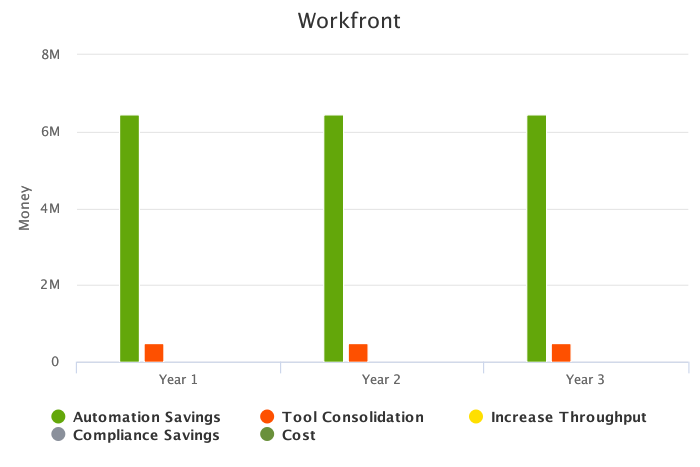 Workfront
8M
6M
4M
2M
0
Money
Year 1 Year 2 Year 3
Automation Savings Tool Consolidation Increase Throughput
Compliance Savings Cost